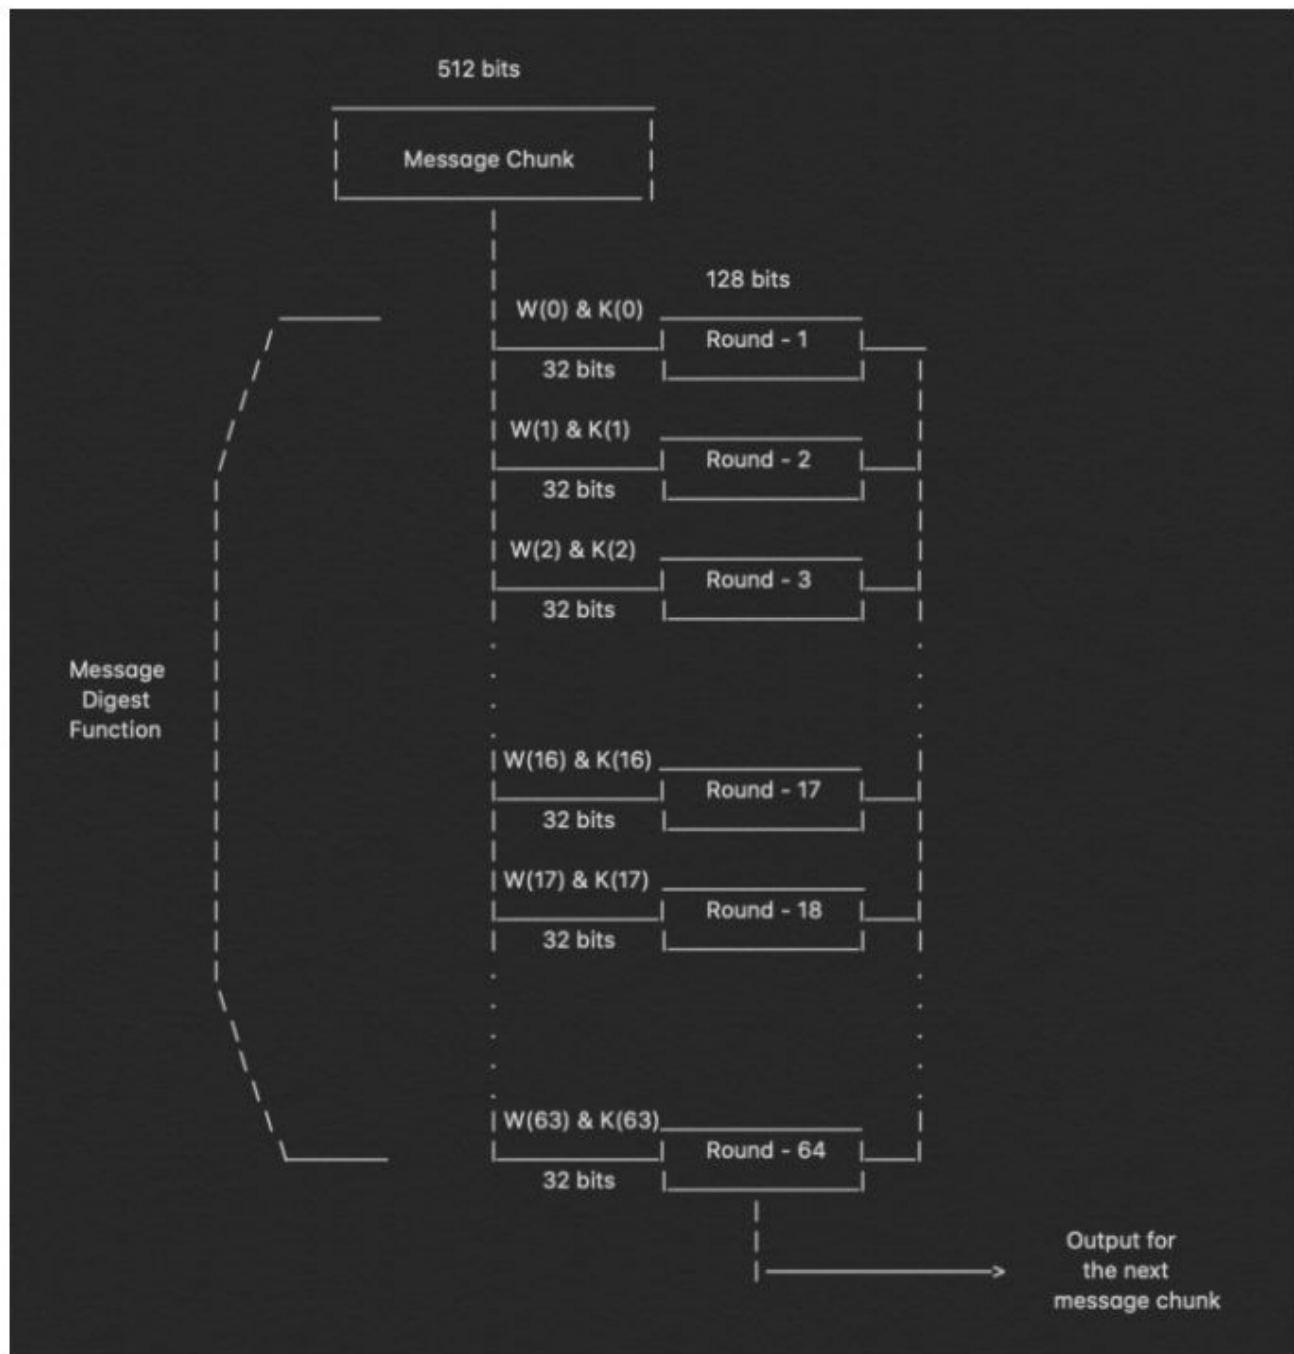 512 bits
Message Chunk
128 bits
W(0) & K(0)
Round - 1
32 bits
W(1) & K(1)
Round - 2
32 bits
W(2) & K(2)
Round - 3
32 bits
Message
Digest
Function
W(16) & K(16)
Round - 17
32 bits
W(17) & K(17)
Round - 18
32 bits
W(63) & K(63)
Round - 64
32 bits
Output for
the next
message chunk